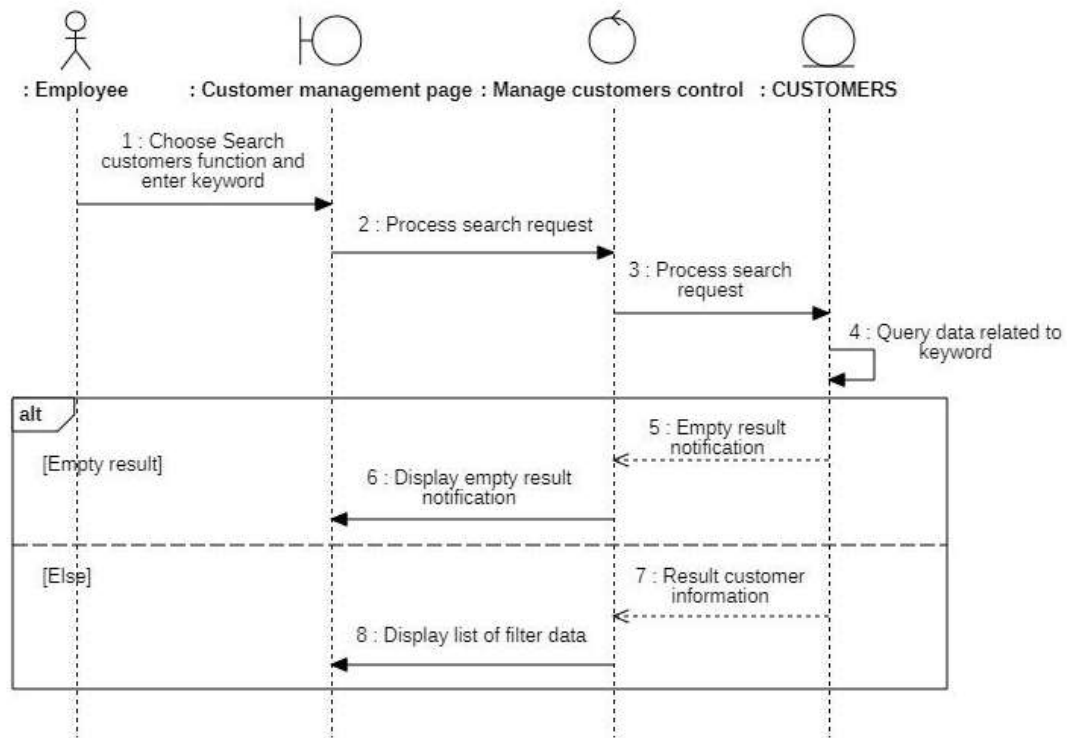 : Employee
: Customer management page
: Manage customers control
: CUSTOMERS
1 : Choose Search
customers function and
enter keyword
2 : Process search request
3 : Process search
request
4 : Query data related to
keyword
alt
[Empty result]
5 : Empty result
notification
6 : Display empty result
notification
[Else]
7 : Result customer
information
8 : Display list of filter data